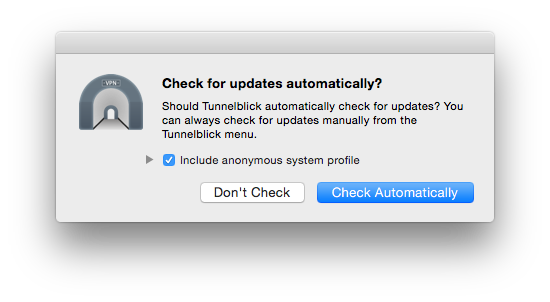 VPN
Check for updates automatically?
Should Tunnelblick automatically check for updates? You
can always check for updates manually from the
Tunnelblick menu.
Include anonymous system profile
Don't Check
Check Automatically